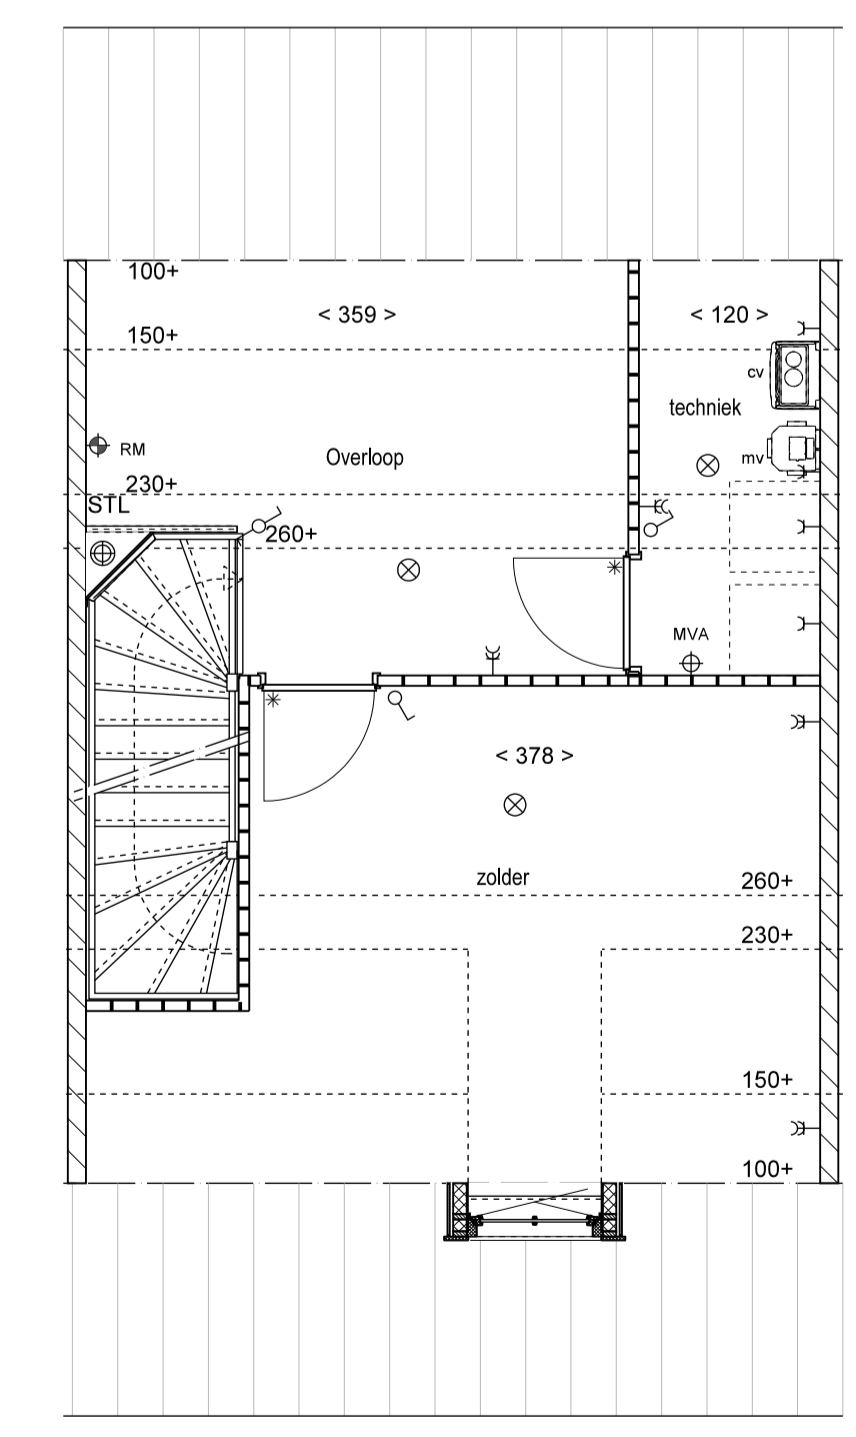 100+
< 359 >
< 120 >
150+
cv
techniek
RM
Overloop
mv
230+
STL
260+
MVA
< 378 >
zolder
260+
230+
150+
100+